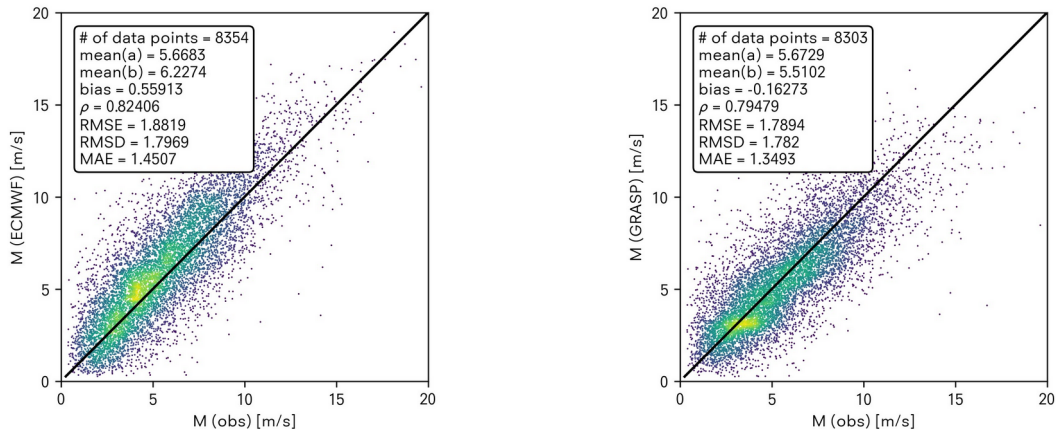 20
15
10
5
0
M (ECMWF) [m/s]
# of data points = 8354
mean(a) = 5.6683
mean(b) = 6.2274
bias = 0.55913
ρ = 0.82406
RMSE = 1.8819
RMSD = 1.7969
MAE = 1.4507
0 5 10 15 20
M (obs) [m/s]
20
15
10
5
0
M (GRASP) [m/s]
# of data points = 8303
mean(a) = 5.6729
mean(b) = 5.5102
bias = -0.16273
ρ = 0.79479
RMSE = 1.7894
RMSD = 1.782
MAE = 1.3493
0 5 10 15 20
M (obs) [m/s]